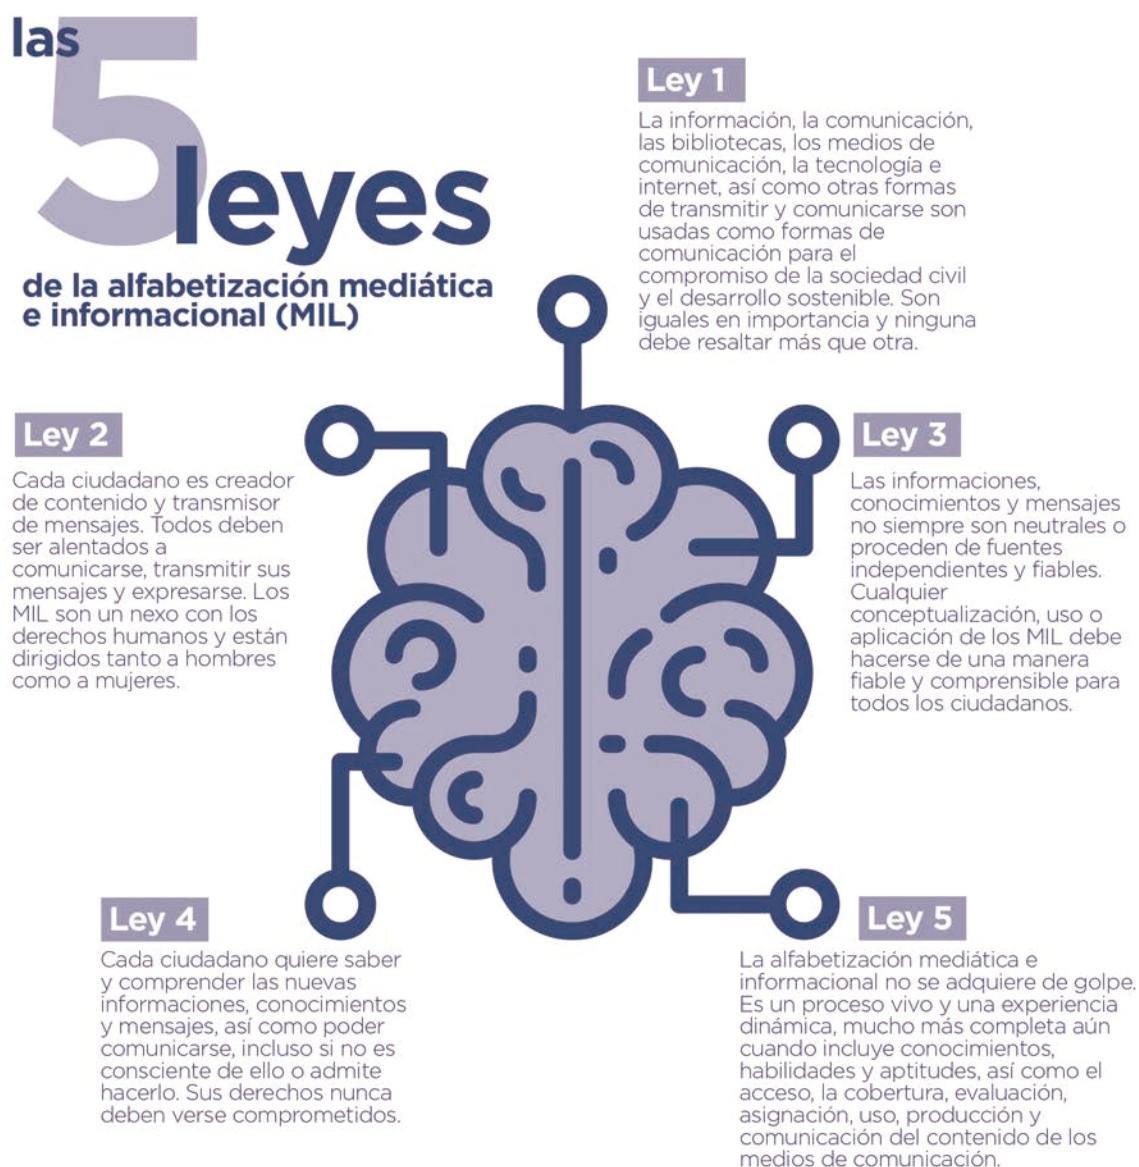 las
5
leyes
de la alfabetización mediática
e informacional (MIL)
Ley 1
La información, la comunicación,
las bibliotecas, los medios de
comunicación, la tecnología e
internet, así como otras formas
de transmitir y comunicarse son
usadas como formas de
comunicación para el
compromiso de la sociedad civil
y el desarrollo sostenible. Son
iguales en importancia y ninguna
debe resaltar más que otra.
Ley 2
Cada ciudadano es creador
de contenido y transmisor
de mensajes. Todos deben
ser alentados a
comunicarse, transmitir sus
mensajes y expresarse. Los
MIL son un nexo con los
derechos humanos y están
dirigidos tanto a hombres
como a mujeres.
Ley 3
Las informaciones,
conocimientos y mensajes
no siempre son neutrales o
proceden de fuentes
independientes y fiables.
Cualquier
conceptualización, uso o
aplicación de los MIL debe
hacerse de una manera
fiable y comprensible para
todos los ciudadanos.
Ley 4
Cada ciudadano quiere saber
y comprender las nuevas
informaciones, conocimientos
y mensajes, así como poder
comunicarse, incluso si no es
consciente de ello o admite
hacerlo. Sus derechos nunca
deben verse comprometidos.
Ley 5
La alfabetización mediática e
informacional no se adquiere de golpe.
Es un proceso vivo y una experiencia
dinámica, mucho más completa aún
cuando incluye conocimientos,
habilidades y aptitudes, así como el
acceso, la cobertura, evaluación,
asignación, uso, producción y
comunicación del contenido de los
medios de comunicación.